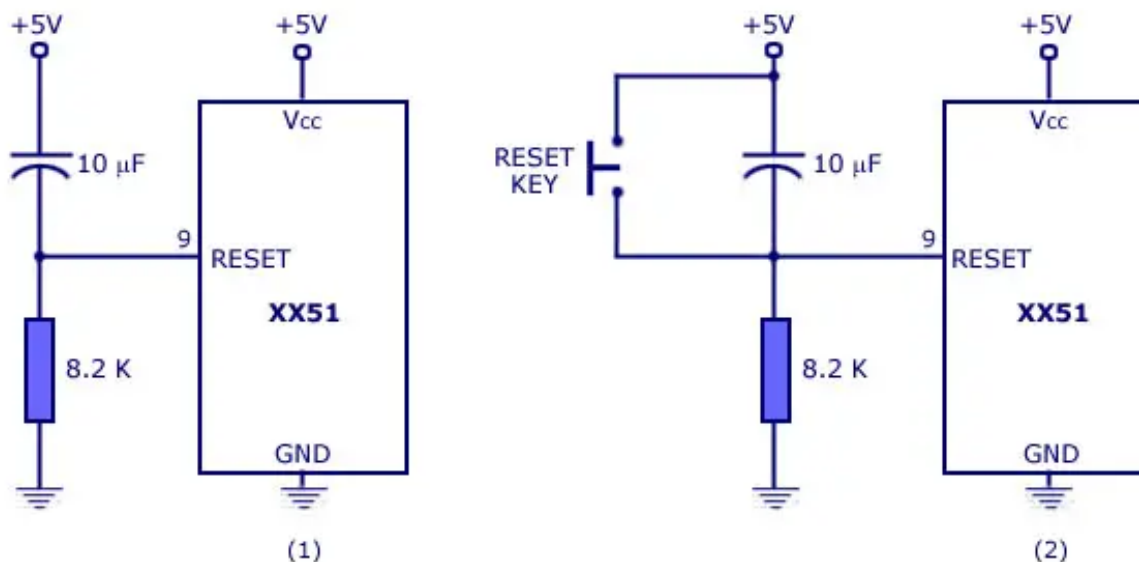 +5V
+5V
Vcc
10 μF
9
RESET
XX51
8.2 K
GND
(1)
+5V
+5V
Vcc
RESET
KEY
10 μF
9
RESET
XX51
8.2 K
GND
(2)